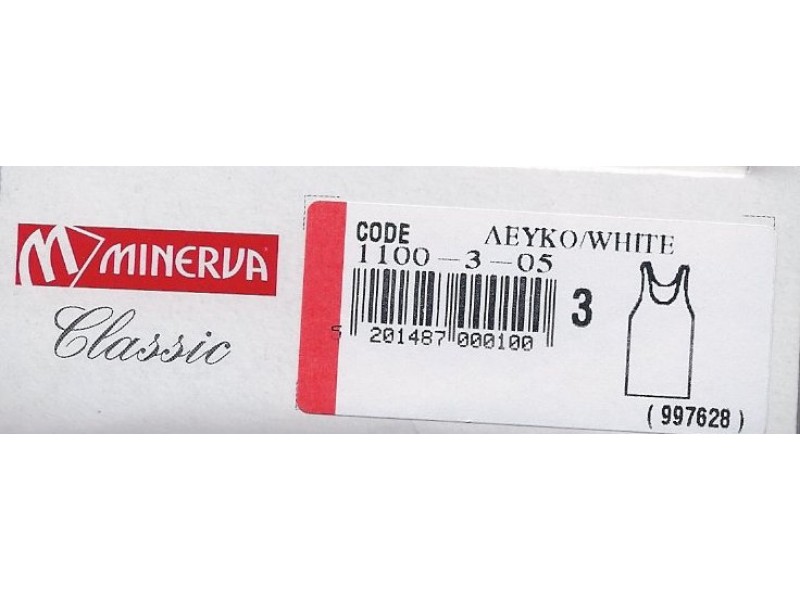 MINERVA
Classic
CODE ΛΕΥΚΟ/WHITE
1100-3-05
3
5 201487 000100
(997628)